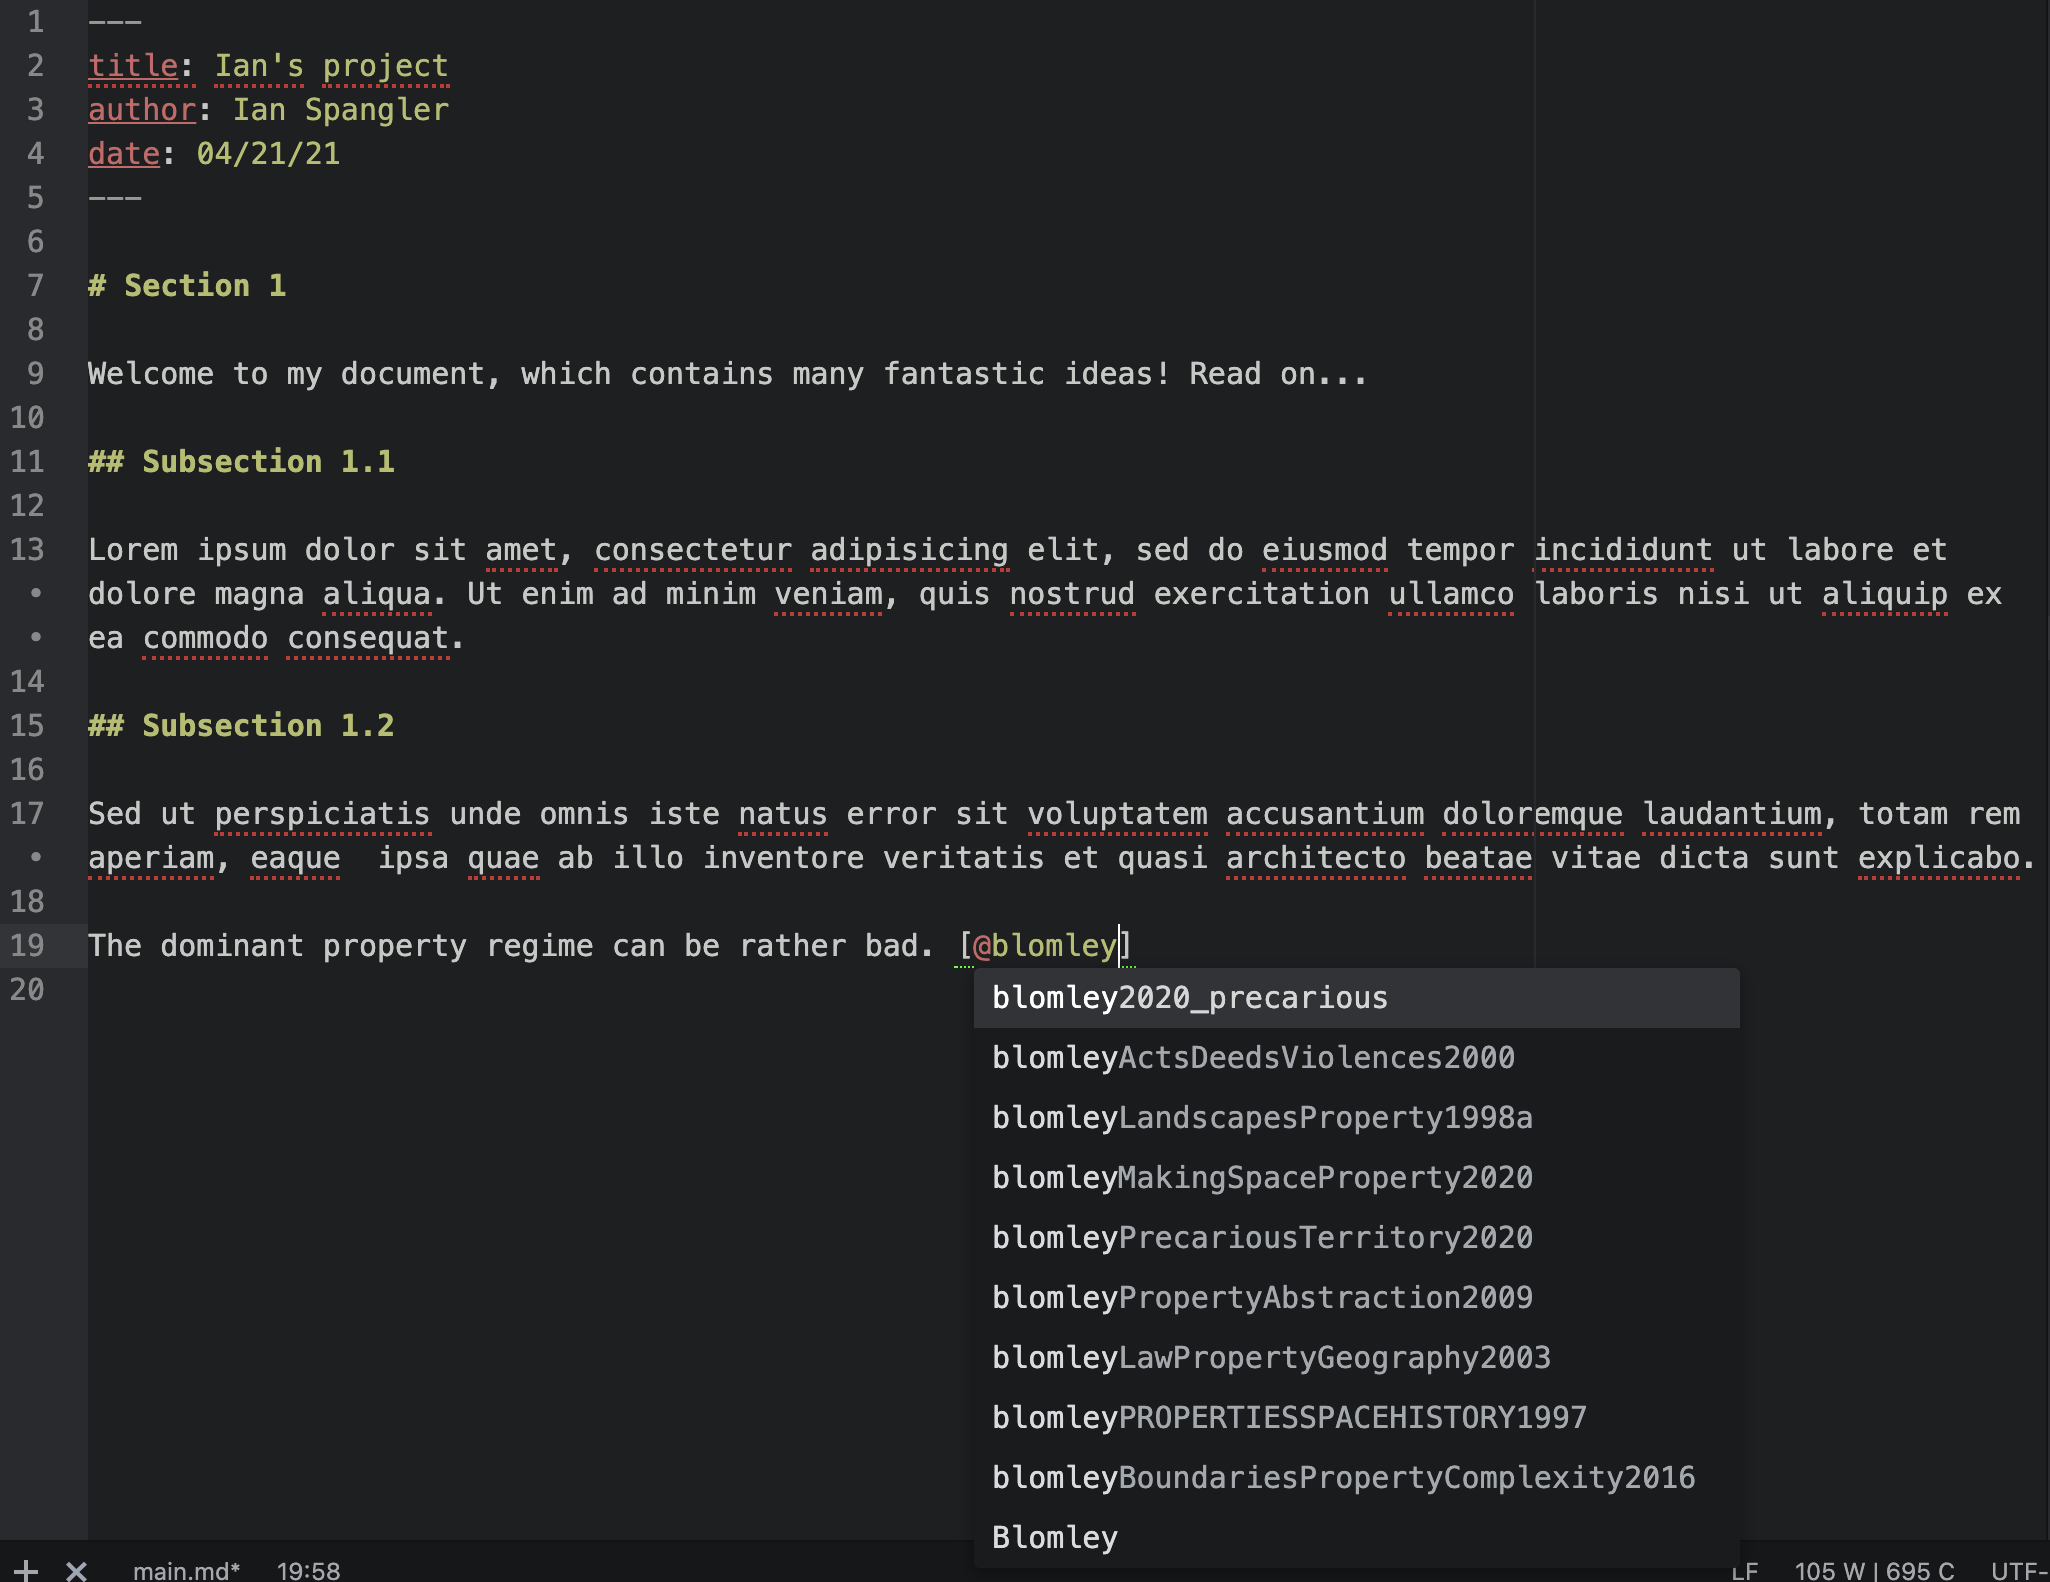 1 ---
2 title: Ian's project
3 author: Ian Spangler
4 date: 04/21/21
5 ---
6
7 # Section 1
8
9 Welcome to my document, which contains many fantastic ideas! Read on...
10
11 ## Subsection 1.1
12
13 Lorem ipsum dolor sit amet, consectetur adipisicing elit, sed do eiusmod tempor incididunt ut labore et
• dolore magna aliqua. Ut enim ad minim veniam, quis nostrud exercitation ullamco laboris nisi ut aliquip ex
• ea commodo consequat.
14
15 ## Subsection 1.2
16
17 Sed ut perspiciatis unde omnis iste natus error sit voluptatem accusantium doloremque laudantium, totam rem
• aperiam, eaque  ipsa quae ab illo inventore veritatis et quasi architecto beatae vitae dicta sunt explicabo.
18
19 The dominant property regime can be rather bad. [@blomley]
20
blomley2020_precarious
blomleyActsDeedsViolences2000
blomleyLandscapesProperty1998a
blomleyMakingSpaceProperty2020
blomleyPrecariousTerritory2020
blomleyPropertyAbstraction2009
blomleyLawPropertyGeography2003
blomleyPROPERTIESSPACEHISTORY1997
blomleyBoundariesPropertyComplexity2016
Blomley
main.md* 19:58 LF 105 W | 695 C UTF-